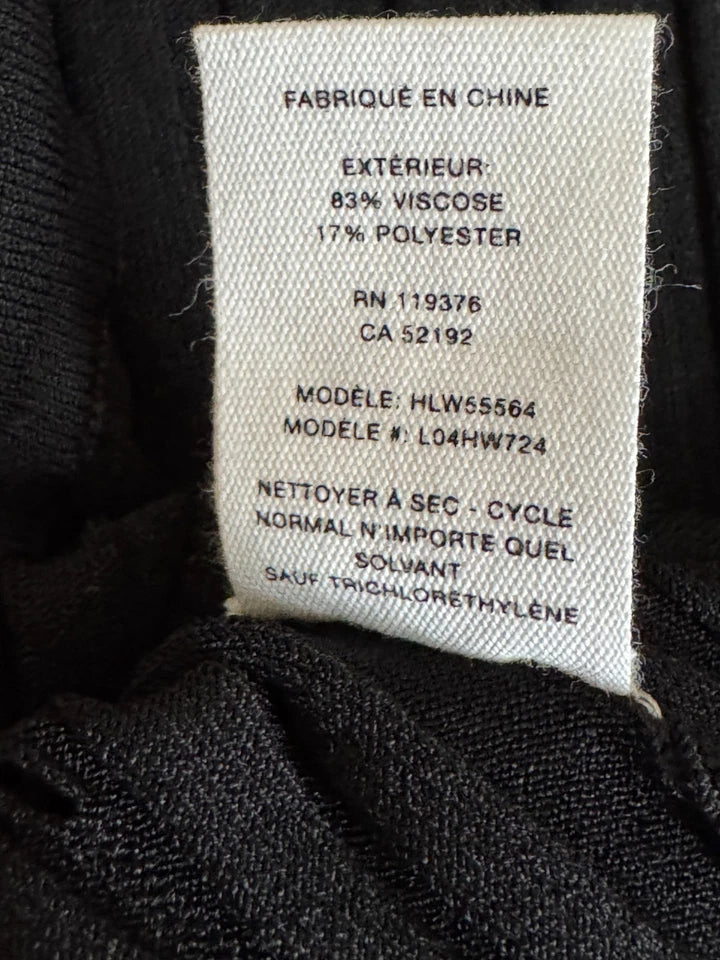 FABRIQUÉ EN CHINE
EXTÉRIEUR:
83% VISCOSE
17% POLYESTER
RN 119376
CA 52192
MODÈLE: HLW55564
MODÈLE #: L04HW724
NETTOYER À SEC - CYCLE
NORMAL N'IMPORTE QUEL
SOLVANT
SAUF TRICHLORÉTHYLÈNE